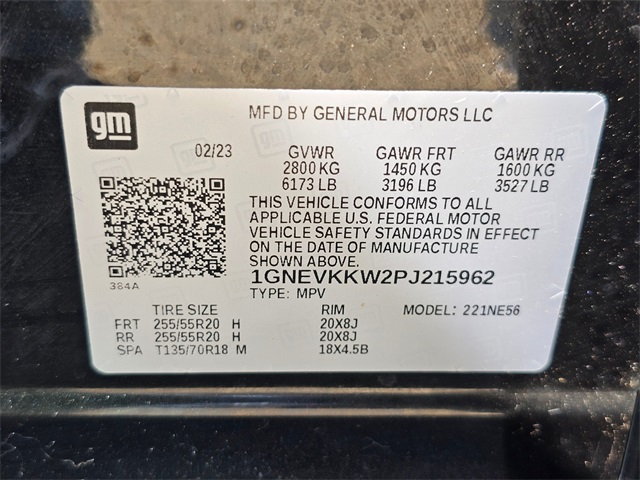 gm
MFD BY GENERAL MOTORS LLC
02/23 GVWR GAWR FRT GAWR RR
2800 KG 1450 KG 1600 KG
6173 LB 3196 LB 3527 LB
THIS VEHICLE CONFORMS TO ALL
APPLICABLE U.S. FEDERAL MOTOR
VEHICLE SAFETY STANDARDS IN EFFECT
ON THE DATE OF MANUFACTURE
SHOWN ABOVE.
384A
1GNEVKKW2PJ215962
TYPE: MPV
TIRE SIZE RIM MODEL: 221NE56
FRT 255/55R20 H 20X8J
RR 255/55R20 H 20X8J
SPA T135/70R18 M 18X4.5B